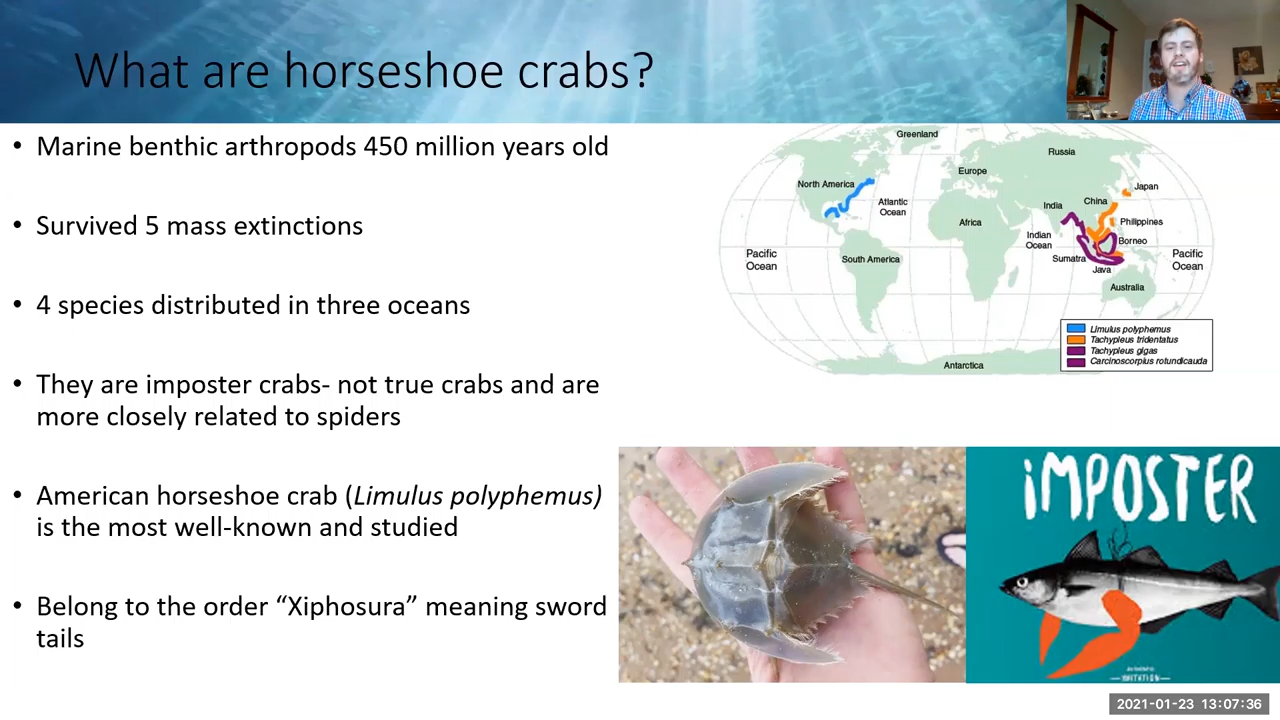 What are horseshoe crabs?
• Marine benthic arthropods 450 million years old
• Survived 5 mass extinctions
• 4 species distributed in three oceans
• They are imposter crabs- not true crabs and are
more closely related to spiders
• American horseshoe crab (Limulus polyphemus)
is the most well-known and studied
• Belong to the order “Xiphosura” meaning sword
tails
Greenland
Russia
Europe
North America
Japan
Atlantic
Ocean
China
India
Africa
Philippines
Indian
Ocean
Borneo
Pacific
Ocean
South America
Sumatra
Java
Pacific
Ocean
Australia
Limulus polyphemus
Tachypleus tridentatus
Tachypleus gigas
Carcinoscorpius rotundicauda
Antarctica
iMPOSTER
IMITATION
2021-01-23 13:07:36